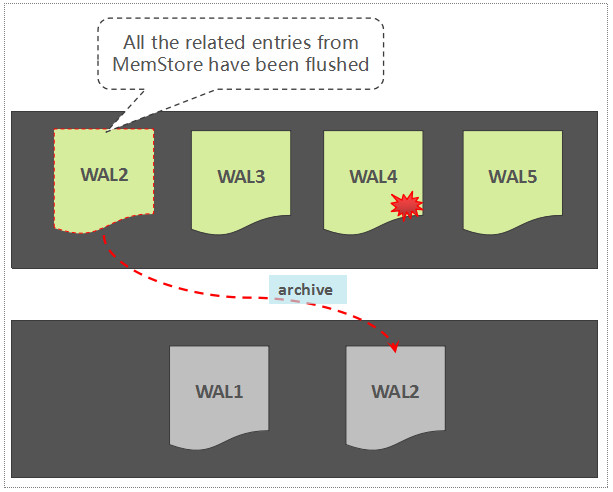 All the related entries from
MemStore have been flushed
WAL2
WAL3
WAL4
WAL5
archive
WAL1
WAL2